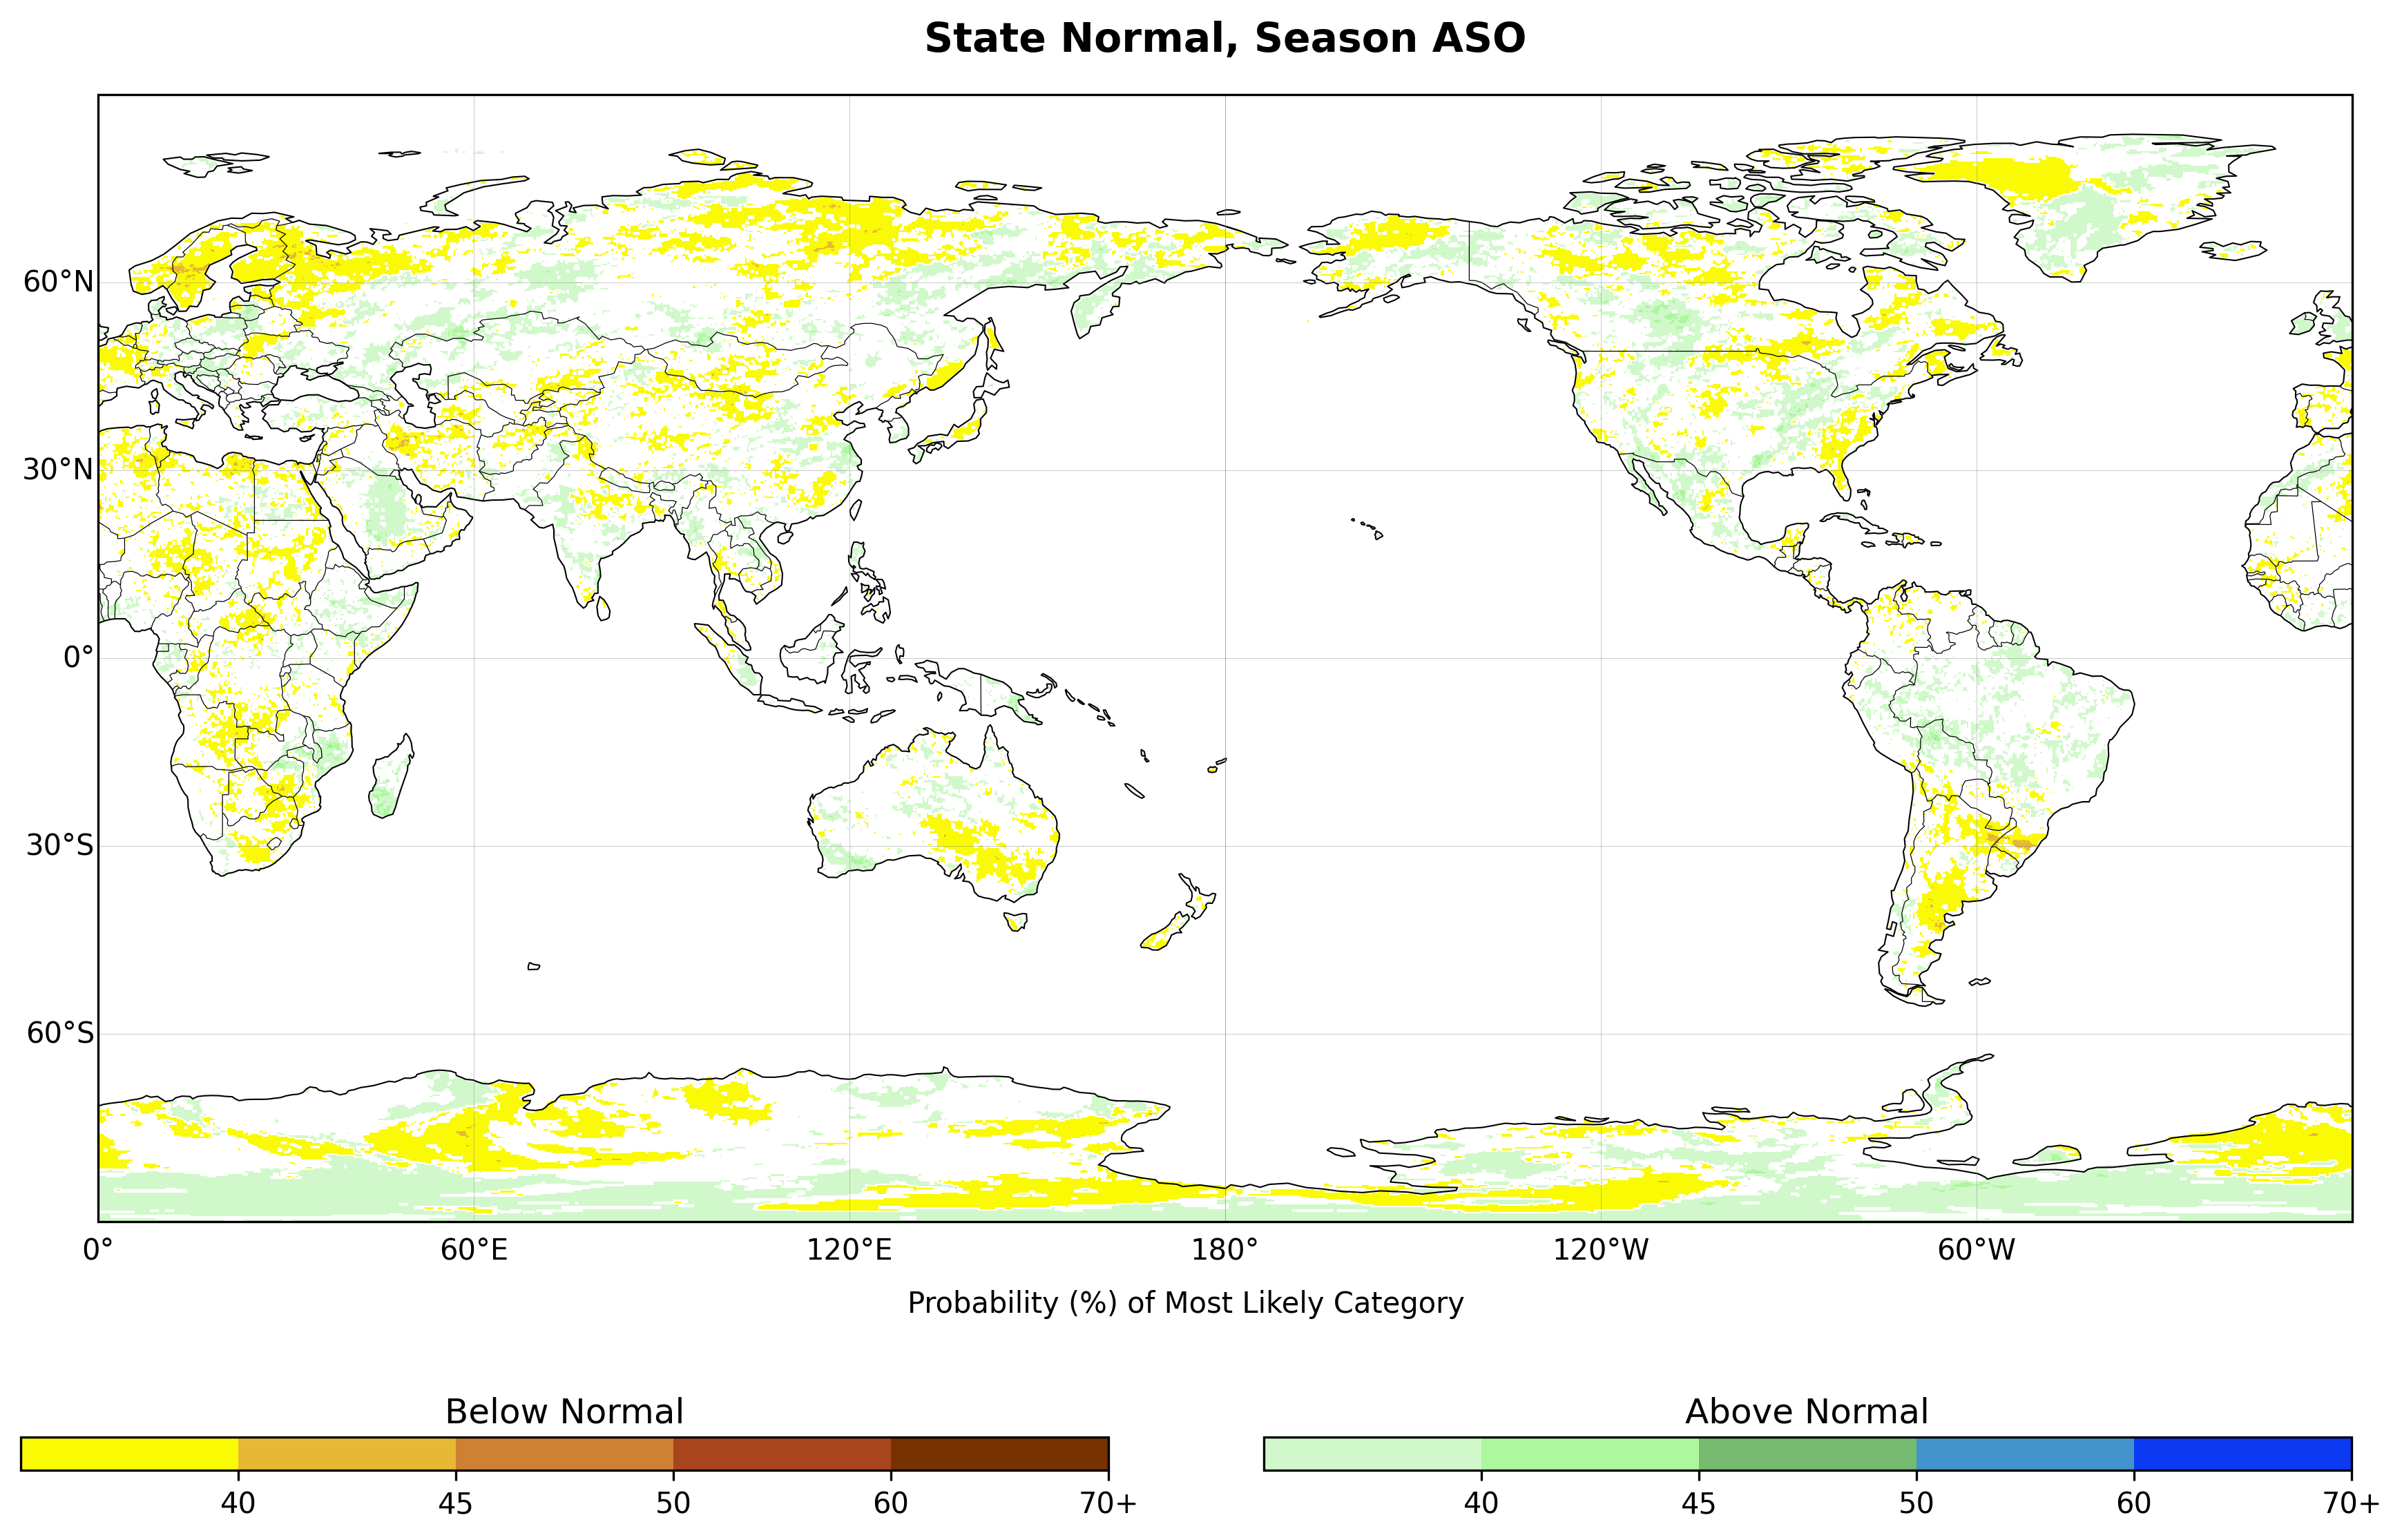 State Normal, Season ASO
60°N
30°N
0°
30°S
60°S
0° 60°E 120°E 180° 120°W 60°W
Probability (%) of Most Likely Category
Below Normal Above Normal
40 45 50 60 70+ 40 45 50 60 70+